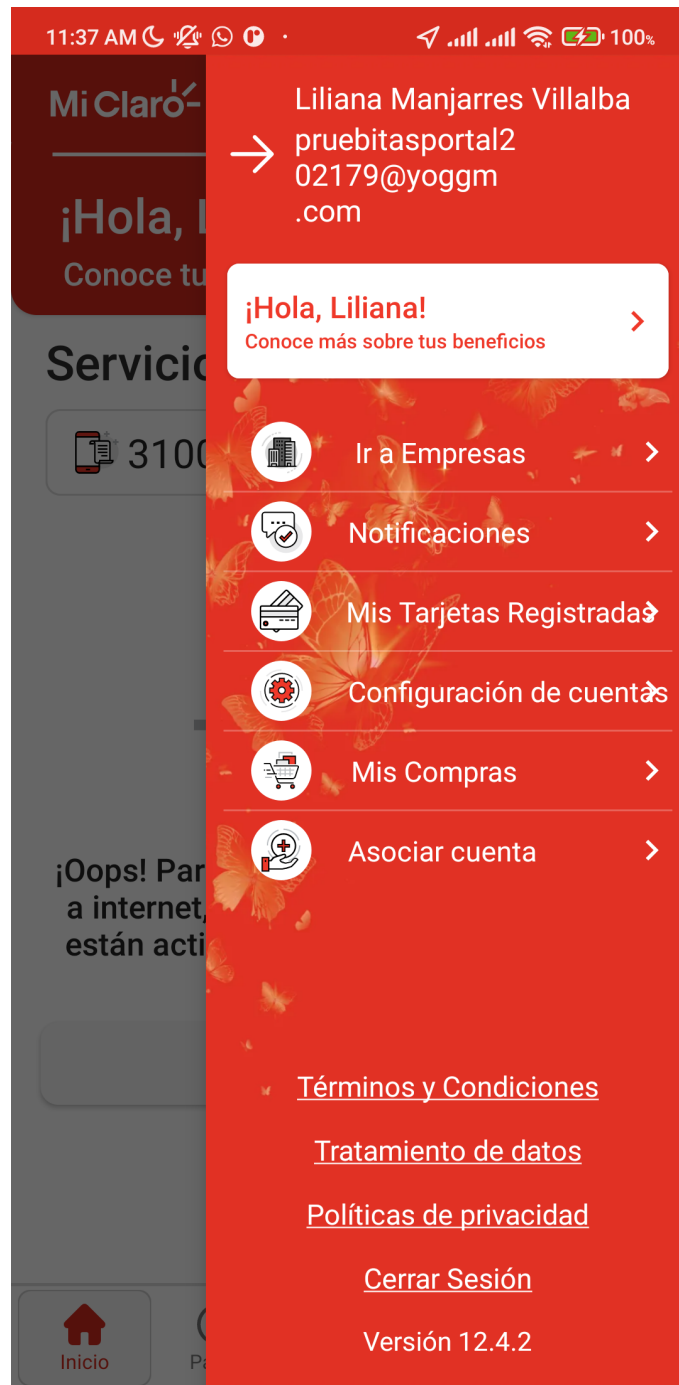 11:37 AM 100%
Mi Claro
Liliana Manjarres Villalba
pruebitasportal2
02179@yoggm
.com
¡Hola, L
Conoce tu
¡Hola, Liliana!
Conoce más sobre tus beneficios
Servicio
3100
Ir a Empresas
Notificaciones
Mis Tarjetas Registradas
Configuración de cuentas
Mis Compras
Asociar cuenta
¡Oops! Par
a internet,
están acti
Términos y Condiciones
Tratamiento de datos
Políticas de privacidad
Cerrar Sesión
Versión 12.4.2
Inicio
Pa